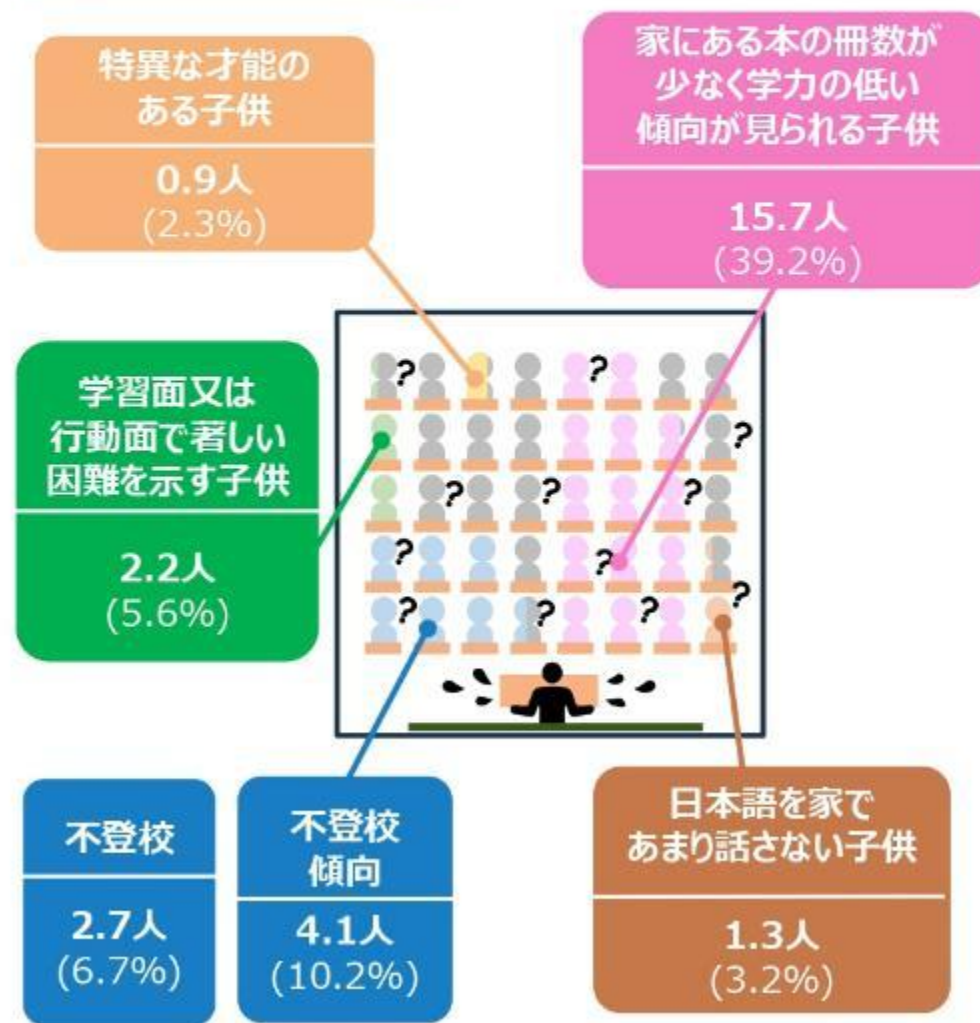 特異な才能の
ある子供
0.9人
(2.3%)
家にある本の冊数が
少なく学力の低い
傾向が見られる子供
15.7人
(39.2%)
学習面又は
行動面で著しい
困難を示す子供
2.2人
(5.6%)
?
?
?
?
?
?
?
?
?
?
?
?
不登校
2.7人
(6.7%)
不登校
傾向
4.1人
(10.2%)
日本語を家で
あまり話さない子供
1.3人
(3.2%)